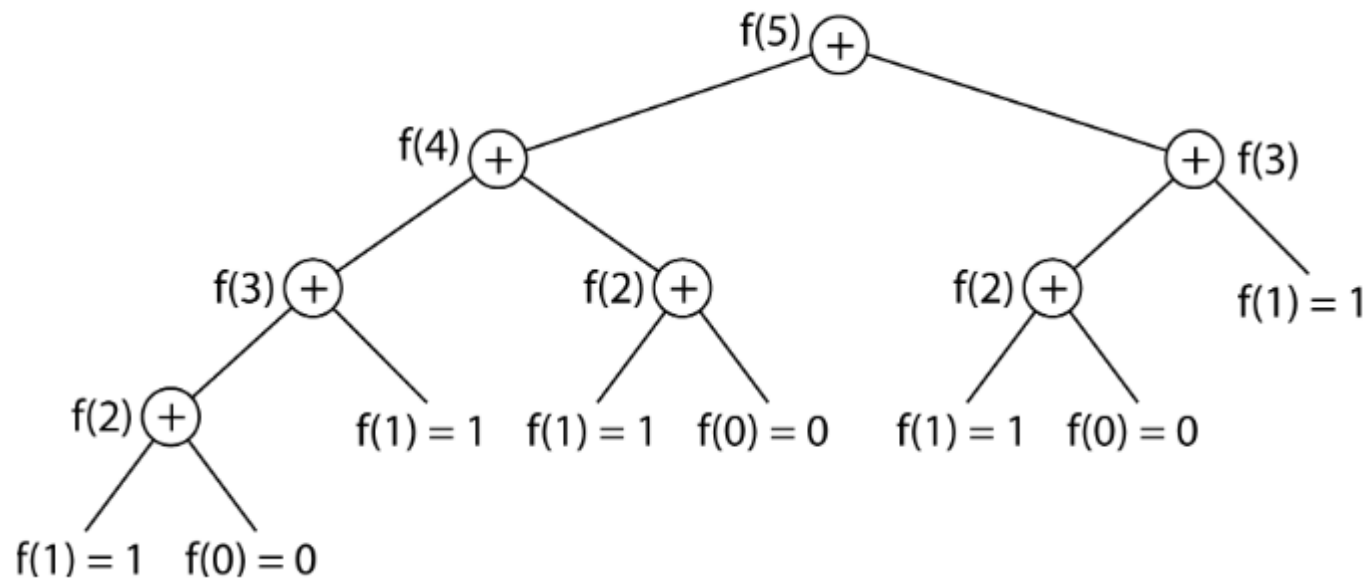 f(5) +
f(4) + + f(3)
f(3) + f(2) + f(2) + f(1) = 1
f(2) + f(1) = 1 f(1) = 1 f(0) = 0 f(1) = 1 f(0) = 0
f(1) = 1 f(0) = 0